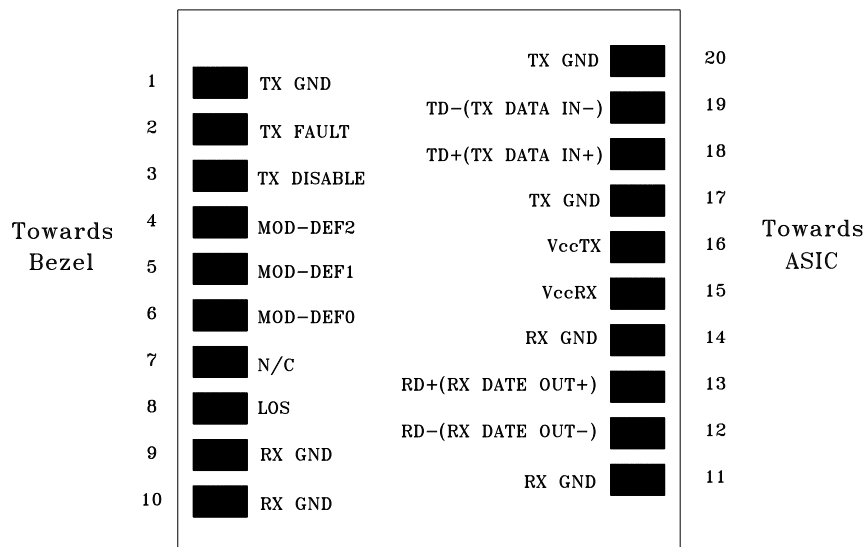 Towards
Bezel
1 TX GND
2 TX FAULT
3 TX DISABLE
4 MOD-DEF2
5 MOD-DEF1
6 MOD-DEF0
7 N/C
8 LOS
9 RX GND
10 RX GND
TX GND 20
TD-(TX DATA IN-) 19
TD+(TX DATA IN+) 18
TX GND 17
VccTX 16
VccRX 15
RX GND 14
RD+(RX DATE OUT+) 13
RD-(RX DATE OUT-) 12
RX GND 11
Towards
ASIC